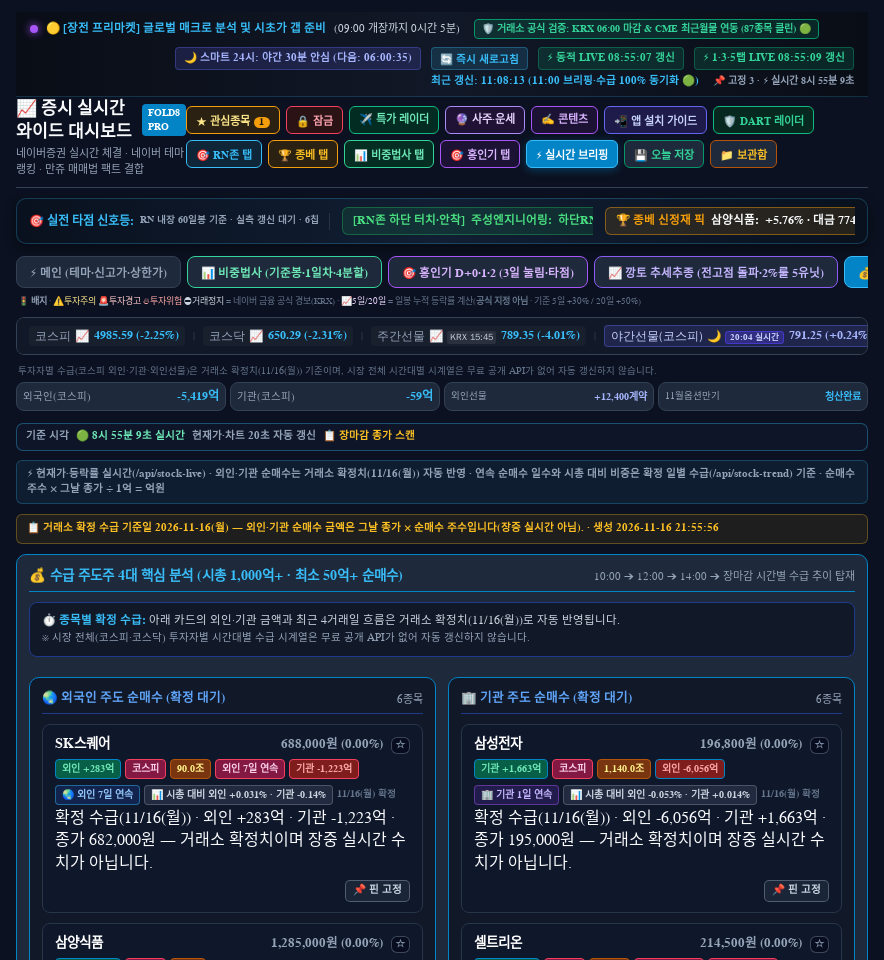 🟡 [장전 프리마켓] 글로벌 매크로 분석 및 시초가 갭 준비 (09:00 개장까지 0시간 5분) 🛡️ 거래소 공식 검증: KRX 06:00 마감 & CME 최근월물 연동 (87종목 클린) 🟢
🌙 스마트 24시: 야간 30분 안심 (다음: 06:00:35) 🔄 즉시 새로고침 ⚡ 동적 LIVE 08:55:07 갱신 ⚡ 1·3·5탭 LIVE 08:55:09 갱신
최근 갱신: 11:08:13 (11:00 브리핑·수급 100% 동기화 🟢) 📌 고정 3 · ⚡ 실시간 8시 55분 9초
📈 증시 실시간 와이드 대시보드 FOLD8 PRO
네이버증권 실시간 체결 · 네이버 테마 랭킹 · 만쥬 매매법 팩트 결합
★ 관심종목 1 🔒 잠금 ✈️ 특가 레이더 🔮 사주·운세 ✍️ 콘텐츠 📲 앱 설치 가이드 🛡️ DART 레이더
🎯 RN존 탭 🏆 종베 탭 📊 비중법사 탭 🎯 홍인기 탭 ⚡ 실시간 브리핑 💾 오늘 저장 📁 보관함
🎯 실전 타점 신호등: RN 내장 60일봉 기준 · 실측 갱신 대기 · 6칩 [RN존 하단 터치·안착] 주성엔지니어링: 하단RN 🏆 종베 신정재 픽 삼양식품: +5.76% · 대금 774
⚡ 메인 (테마·신고가·상한가) 📊 비중법사 (기준봉·1일차·4분할) 🎯 홍인기 D+0·1·2 (3일 눌림·타점) 📈 깡토 추세추종 (전고점 돌파·2%룰 5유닛) 💰
🚦 배지 · ⚠️투자주의 🚨투자경고 ⛔거래정지 = 네이버 금융 공식 경보(KRX) · 📈5일/20일 = 일봉 누적 등락률 계산(공식 지정 아님 · 기준 5일 +30% / 20일 +50%)
코스피 📈 4985.59 (-2.25%) 코스닥 📈 650.29 (-2.31%) 주간선물 📈 KRX 15:45 789.35 (-4.01%) 야간선물(코스피) 🌙 20:04 실시간 791.25 (+0.24%
투자자별 수급(코스피 외인·기관·외인선물)은 거래소 확정치(11/16(월)) 기준이며, 시장 전체 시간대별 시계열은 무료 공개 API가 없어 자동 갱신하지 않습니다.
외국인(코스피) -5,419억 기관(코스피) -59억 외인선물 +12,400계약 11월옵션만기 청산완료
기준 시각 🟢 8시 55분 9초 실시간 현재가·차트 20초 자동 갱신 📋 장마감 종가 스캔
⚡ 현재가·등락률 실시간(/api/stock-live) · 외인·기관 순매수는 거래소 확정치(11/16(월)) 자동 반영 · 연속 순매수 일수와 시총 대비 비중은 확정 일별 수급(/api/stock-trend) 기준 · 순매수
주수 × 그날 종가 ÷ 1억 = 억원
📋 거래소 확정 수급 기준일 2026-11-16(월) — 외인·기관 순매수 금액은 그날 종가 × 순매수 주수입니다(장중 실시간 아님). · 생성 2026-11-16 21:55:56
💰 수급 주도주 4대 핵심 분석 (시총 1,000억+ · 최소 50억+ 순매수) 10:00 → 12:00 → 14:00 → 장마감 시간별 수급 추이 탑재
⏱️ 종목별 확정 수급: 아래 카드의 외인·기관 금액과 최근 4거래일 흐름은 거래소 확정치(11/16(월))로 자동 반영됩니다.
※ 시장 전체(코스피·코스닥) 투자자별 시간대별 수급 시계열은 무료 공개 API가 없어 자동 갱신하지 않습니다.
🌏 외국인 주도 순매수 (확정 대기) 6종목
SK스퀘어 688,000원 (0.00%) ☆
외인 +283억 코스피 90.0조 외인 7일 연속 기관 -1,223억
🌏 외인 7일 연속 📊 시총 대비 외인 +0.031% · 기관 -0.14% 11/16(월) 확정
확정 수급(11/16(월)) · 외인 +283억 · 기관 -1,223억 ·
종가 682,000원 — 거래소 확정치이며 장중 실시간 수
치가 아닙니다.
📌 핀 고정
삼양식품 1,285,000원 (0.00%) ☆
🏢 기관 주도 순매수 (확정 대기) 6종목
삼성전자 196,800원 (0.00%) ☆
기관 +1,663억 코스피 1,140.0조 외인 -6,056억
🏢 기관 1일 연속 📊 시총 대비 외인 -0.053% · 기관 +0.014% 11/16(월) 확정
확정 수급(11/16(월)) · 외인 -6,056억 · 기관 +1,663억 ·
종가 195,000원 — 거래소 확정치이며 장중 실시간 수
치가 아닙니다.
📌 핀 고정
셀트리온 214,500원 (0.00%) ☆